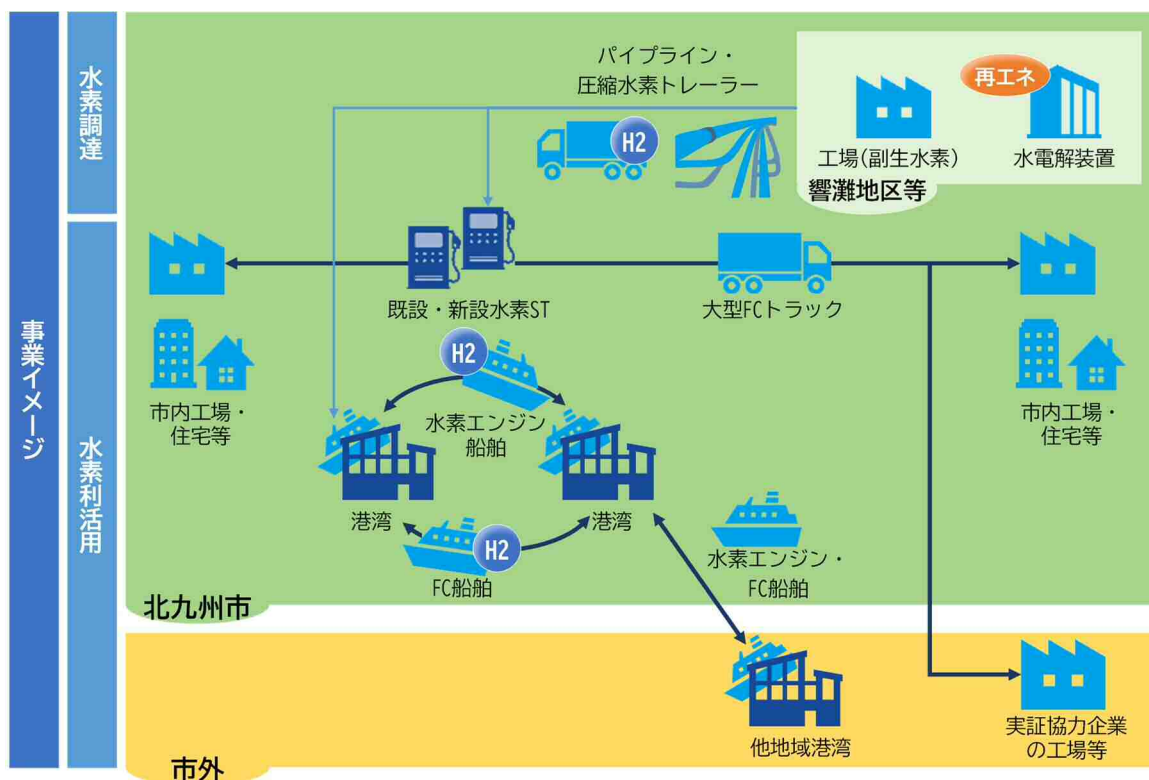 事業イメージ
水素調達
水素利活用
パイプライン・
圧縮水素トレーラー
H2
再エネ
工場(副生水素)
水電解装置
響灘地区等
既設・新設水素ST
大型FCトラック
市内工場・
住宅等
市内工場・
住宅等
H2
水素エンジン
船舶
港湾
港湾
H2
FC船舶
水素エンジン・
FC船舶
北九州市
他地域港湾
実証協力企業
の工場等
市外